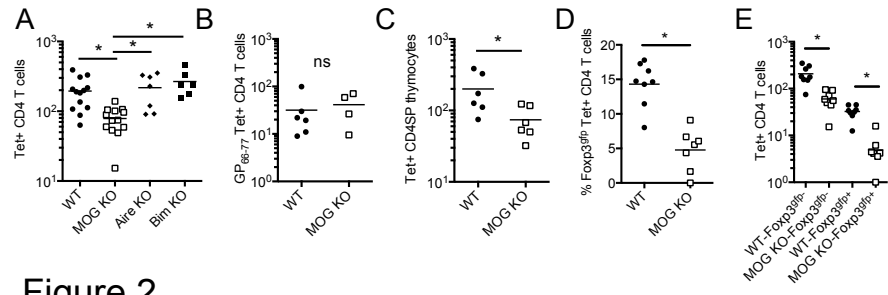 A
B
C
D
E
Tet+ CD4 T cells
10³
10²
10¹
*
*
*
WT
MOG KO
Aire KO
Bim KO
GP₆₆₋₇₇ Tet+ CD4 T cells
10³
10²
10¹
10⁰
ns
WT
MOG KO
Tet+ CD4SP thymocytes
10³
10²
10¹
*
WT
MOG KO
% Foxp3ᵍᶠᵖ Tet+ CD4 T cells
20
15
10
5
0
*
WT
MOG KO
Tet+ CD4 T cells
10³
10²
10¹
10⁰
*
*
WT-Foxp3ᵍᶠᵖ⁻
MOG KO-Foxp3ᵍᶠᵖ⁻
WT-Foxp3ᵍᶠᵖ⁺
MOG KO-Foxp3ᵍᶠᵖ⁺
Figure 2